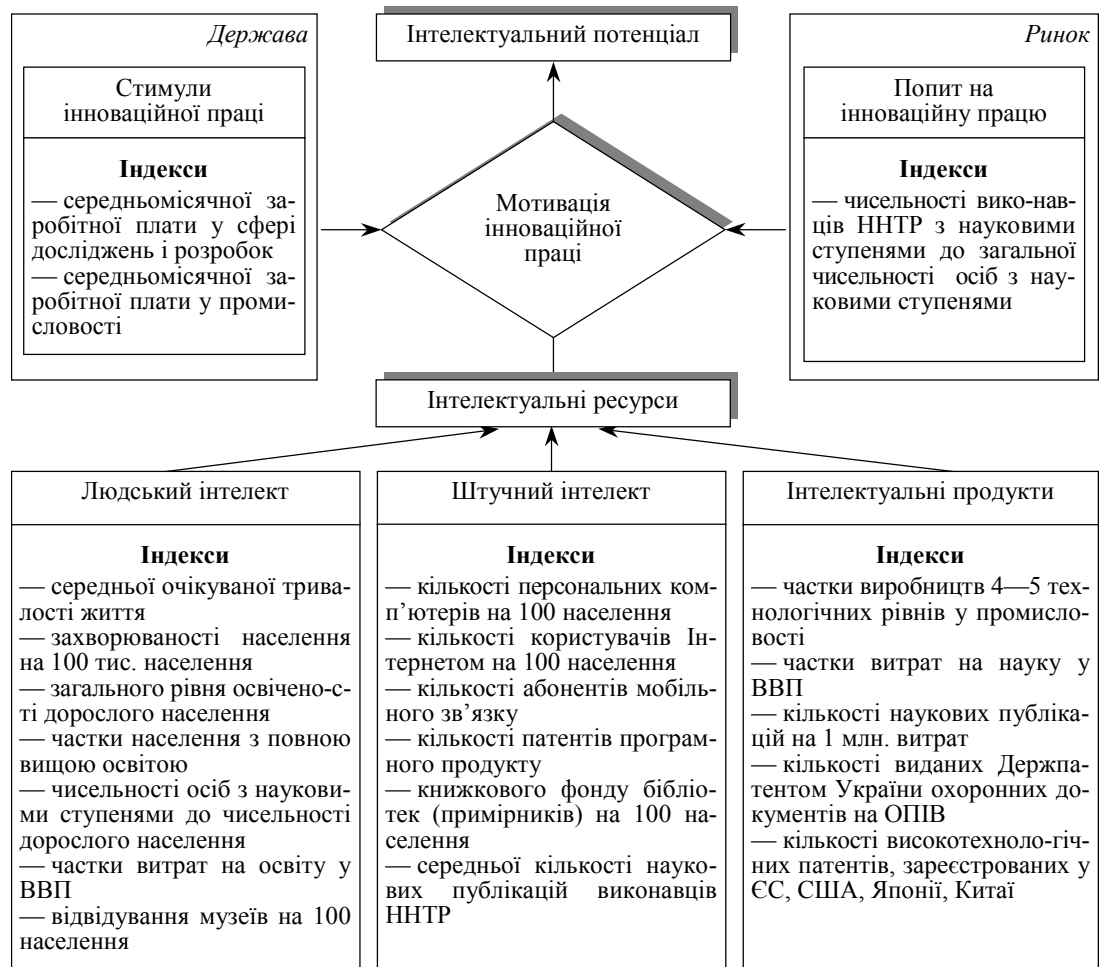 Держава
Стимули
інноваційної праці
Індекси
— середньомісячної за-
робітної плати у сфері
досліджень і розробок
— середньомісячної за-
робітної плати у проми-
словості
Інтелектуальний потенціал
Мотивація
інноваційної
праці
Ринок
Попит на
інноваційну працю
Індекси
— чисельності вико-нав-
ців ННТР з науковими
ступенями до загальної
чисельності осіб з нау-
ковими ступенями
Інтелектуальні ресурси
Людський інтелект
Індекси
— середньої очікуваної трива-
лості життя
— захворюваності населення
на 100 тис. населення
— загального рівня освічено-с-
ті дорослого населення
— частки населення з повною
вищою освітою
— чисельності осіб з наукови-
ми ступенями до чисельності
дорослого населення
— частки витрат на освіту у
ВВП
— відвідування музеїв на 100
населення
Штучний інтелект
Індекси
— кількості персональних ком-
п’ютерів на 100 населення
— кількості користувачів Ін-
тернетом на 100 населення
— кількості абонентів мобіль-
ного зв’язку
— кількості патентів програм-
ного продукту
— книжкового фонду бібліо-
тек (примірників) на 100 на-
селення
— середньої кількості науко-
вих публікацій виконавців
ННТР
Інтелектуальні продукти
Індекси
— частки виробництв 4—5 тех-
нологічних рівнів у промисло-
вості
— частки витрат на науку у
ВВП
— кількості наукових публіка-
цій на 1 млн. витрат
— кількості виданих Держпа-
тентом України охоронних до-
кументів на ОПІВ
— кількості високотехноло-гіч-
них патентів, зареєстрованих у
ЄС, США, Японії, Китаї